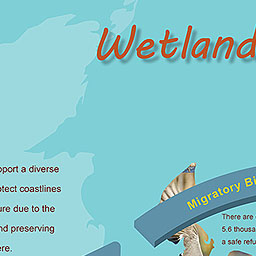 Wetland
pport a diverse
otect coastlines
ure due to the
nd preserving
ere.
Migratory Bi
There are
5.6 thousa
a safe refu